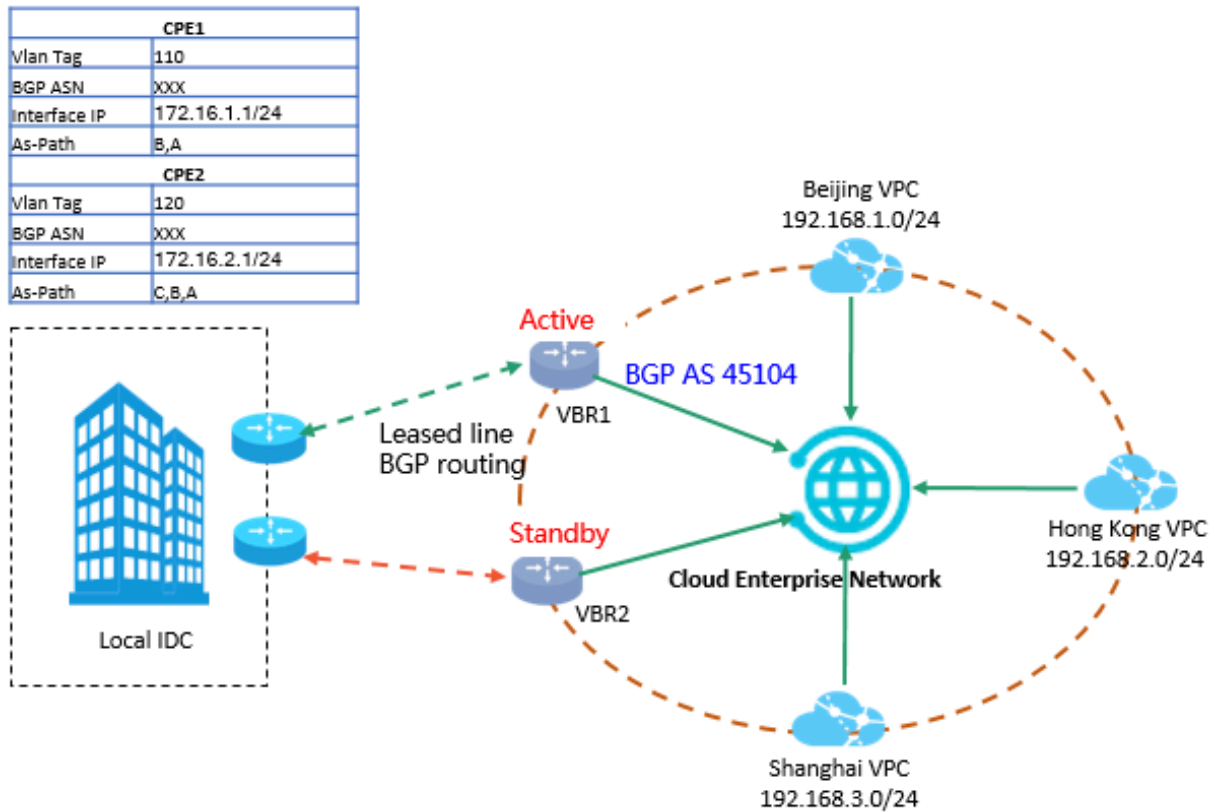 CPE1
Vlan Tag 110
BGP ASN XXX
Interface IP 172.16.1.1/24
As-Path B,A
CPE2
Vlan Tag 120
BGP ASN XXX
Interface IP 172.16.2.1/24
As-Path C,B,A
Beijing VPC
192.168.1.0/24
Active
BGP AS 45104
VBR1
Leased line
BGP routing
Standby
VBR2
Cloud Enterprise Network
Hong Kong VPC
192.168.2.0/24
Local IDC
Shanghai VPC
192.168.3.0/24